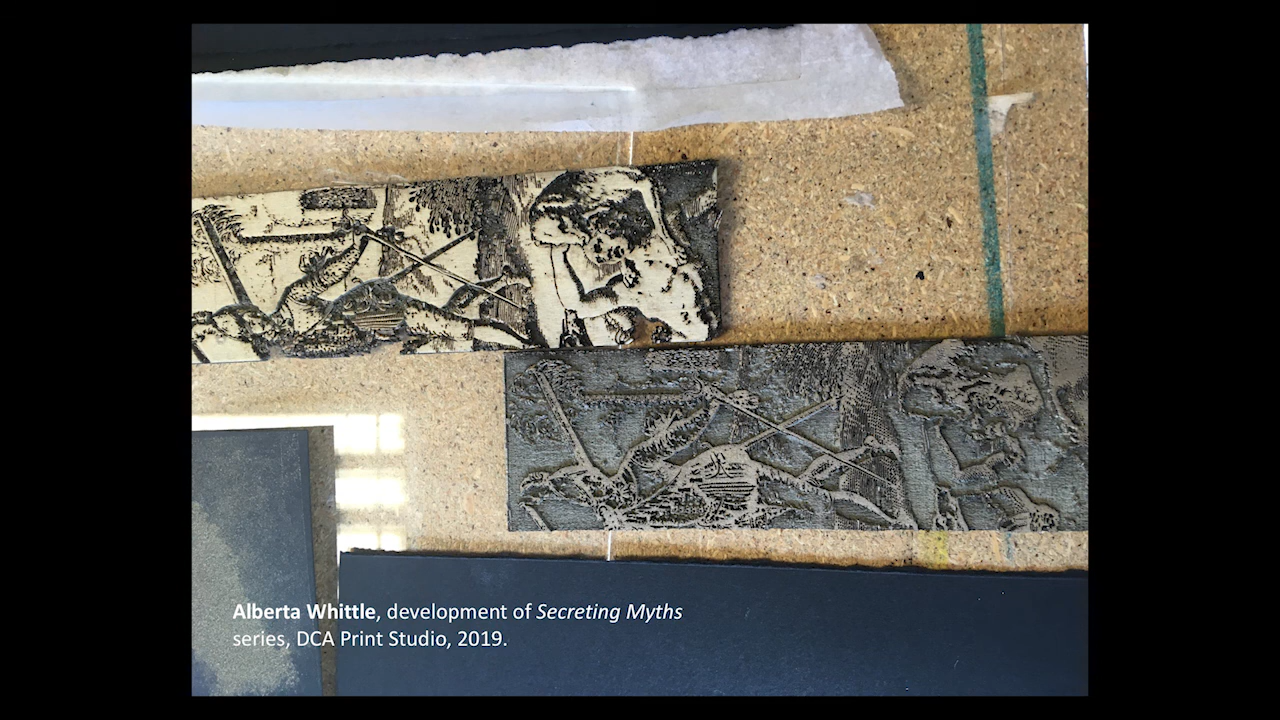 Alberta Whittle, development of Secreting Myths
series, DCA Print Studio, 2019.